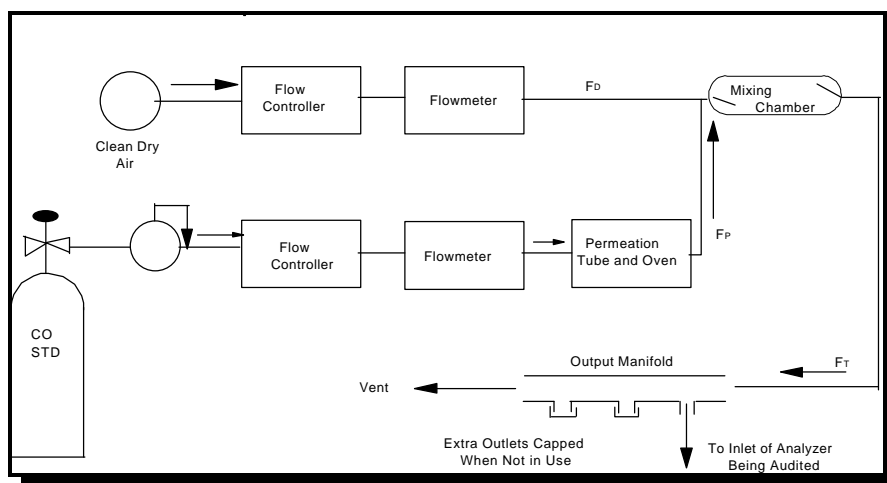 Flow
Controller
Flowmeter
FD
Mixing
Chamber
Clean Dry
Air
Flow
Controller
Flowmeter
Permeation
Tube and Oven
FP
CO
STD
Output Manifold
FT
Vent
Extra Outlets Capped
When Not in Use
To Inlet of Analyzer
Being Audited